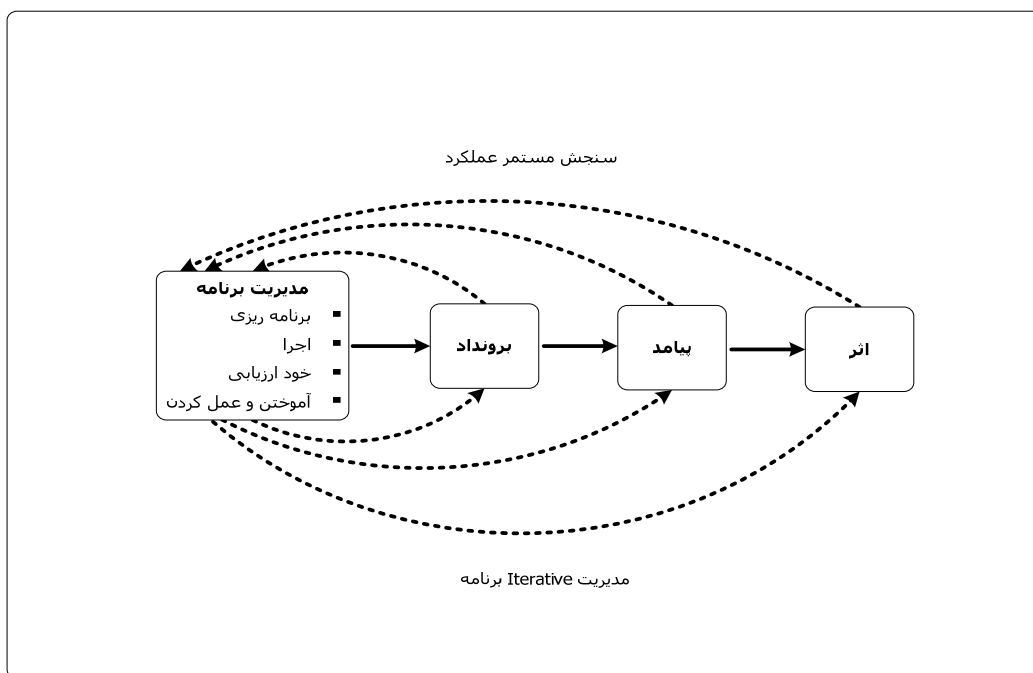 سنجش مستمر عملکرد
مدیریت برنامه
▪ برنامه ریزی
▪ اجرا
▪ خود ارزیابی
▪ آموختن و عمل کردن
برونداد
پیامد
اثر
مدیریت Iterative برنامه